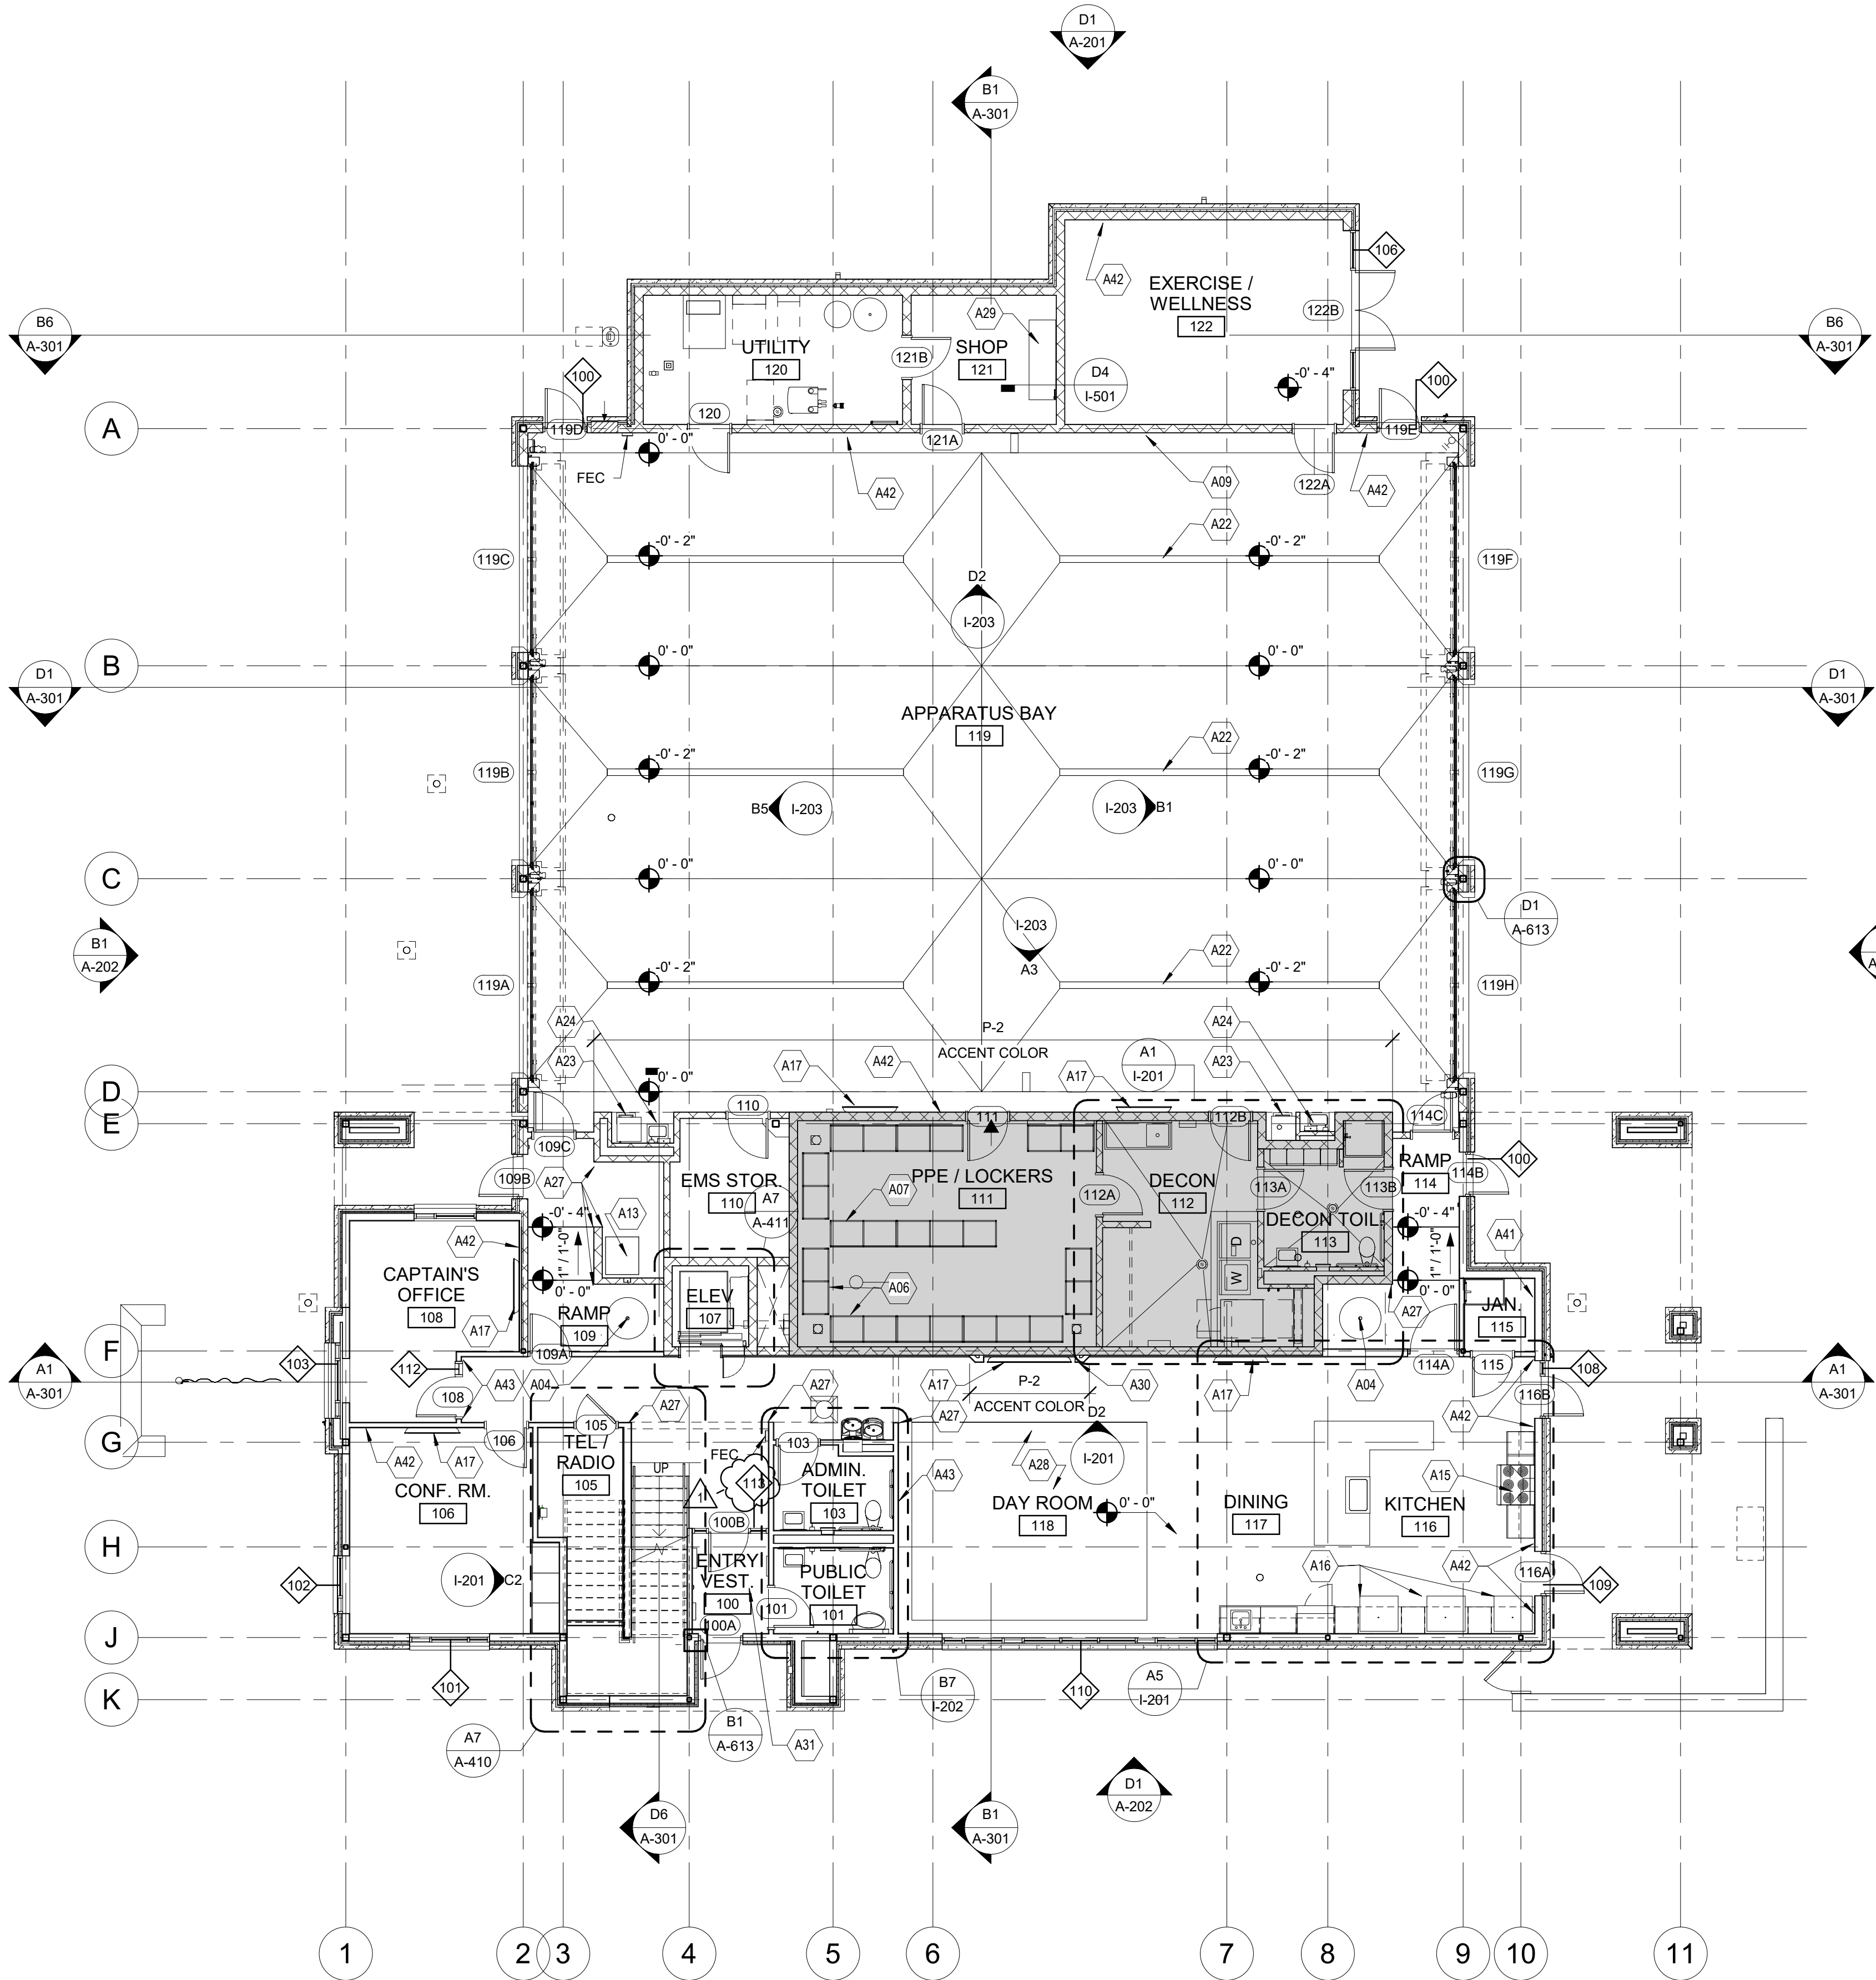 D1
A-201
B1
A-301
106
A42
EXERCISE /
WELLNESS
122
122B
B6
A-301
B6
A-301
A29
UTILITY
120
121B
SHOP
121
D4
I-501
-0' - 4"
100
100
A
119D
120
121A
119E
0' - 0"
FEC
A42
A09
122A
A42
A22
119C
-0' - 2"
-0' - 2"
119F
D2
I-203
B
0' - 0"
0' - 0"
D1
A-301
D1
A-301
APPARATUS BAY
119
A22
119B
-0' - 2"
-0' - 2"
119G
B5
I-203
I-203
B1
C
0' - 0"
0' - 0"
D1
A-613
B1
A-202
I-203
A3
A22
A
119A
-0' - 2"
-0' - 2"
119H
A24
P-2
A24
ACCENT COLOR
A23
A17
A42
A17
A1
I-201
A23
D
0' - 0"
E
110
111
112B
114C
109C
109B
A27
EMS STOR.
110
A7
A-411
PPE / LOCKERS
111
A07
112A
DECON
112
113A
113B
RAMP
114
114B
100
A13
DECON TOIL.
113
-0' - 4"
-0' - 4"
A42
A41
1" / 1'-0"
1" / 1'-0"
D
W
CAPTAIN'S
OFFICE
108
0' - 0"
0' - 0"
A06
ELEV
107
A27
JAN.
115
A17
RAMP
109
F
103
112
109A
114A
115
108
A1
A-301
A1
A-301
108
A43
A04
A17
P-2
A30
A17
A04
116B
ACCENT COLOR
A27
A27
A27
A42
105
D2
I-201
G
106
TEL /
RADIO
105
UP
FEC
103
A42
A17
CONF. RM.
106
1
113
ADMIN.
TOILET
103
A43
A28
A15
DAY ROOM
118
0' - 0"
DINING
117
KITCHEN
116
100B
H
102
I-201
C2
ENTRY
VEST.
100
PUBLIC
TOILET
101
A16
A42
116A
109
101
100A
J
101
110
K
B7
I-202
A5
I-201
A7
A-410
B1
A-613
A31
D1
A-202
D6
A-301
B1
A-301
1
2
3
4
5
6
7
8
9
10
11